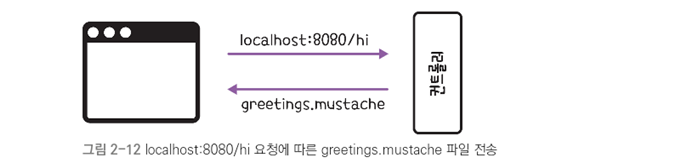 localhost:8080/hi
greetings.mustache
컨트롤러
그림 2-12 localhost:8080/hi 요청에 따른 greetings.mustache 파일 전송